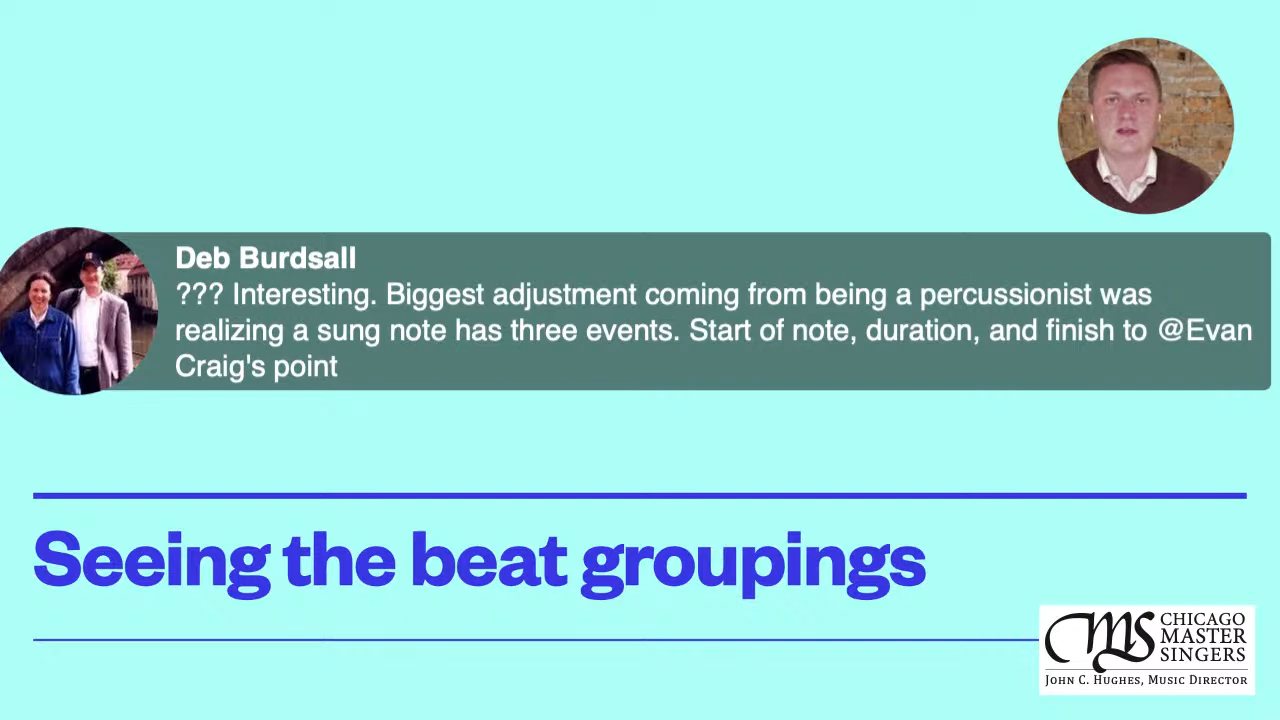 Deb Burdsall
??? Interesting. Biggest adjustment coming from being a percussionist was
realizing a sung note has three events. Start of note, duration, and finish to @Evan
Craig's point
Seeing the beat groupings
CMS
CHICAGO
MASTER
SINGERS
JOHN C. HUGHES, MUSIC DIRECTOR